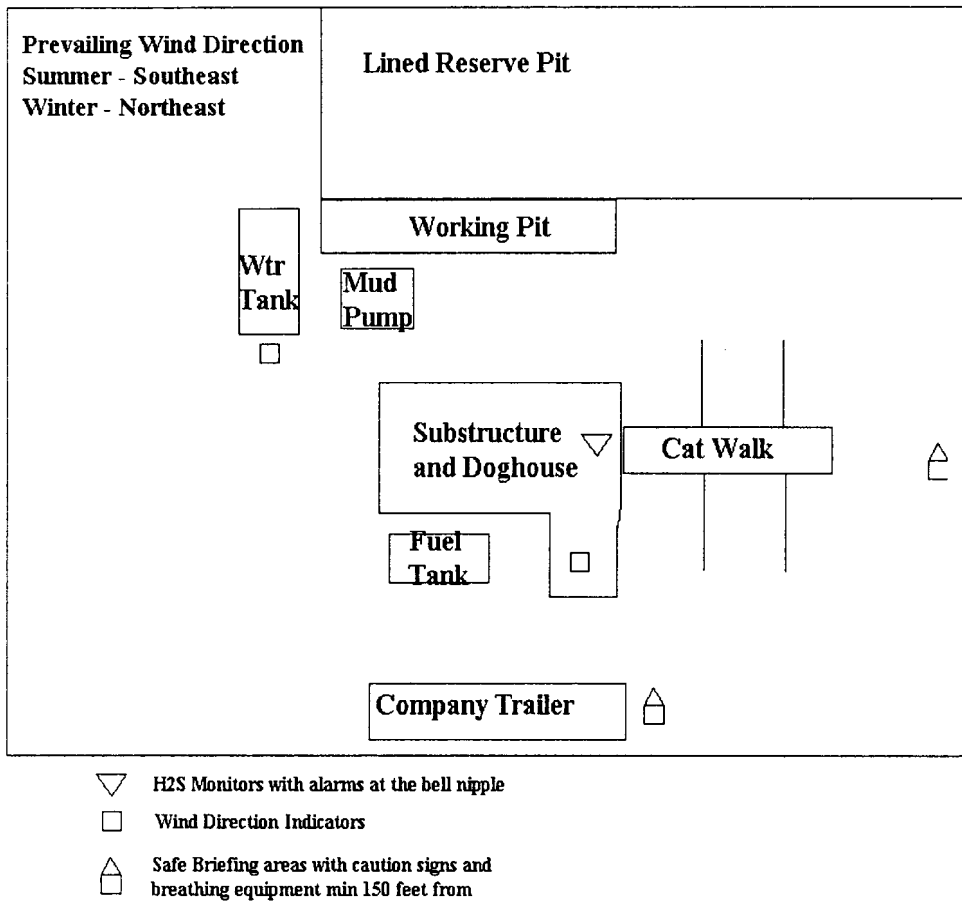 Prevailing Wind Direction
Summer - Southeast
Winter - Northeast
Lined Reserve Pit
Working Pit
Wtr
Tank
Mud
Pump
Substructure
and Doghouse
Cat Walk
Fuel
Tank
Company Trailer
H2S Monitors with alarms at the bell nipple
Wind Direction Indicators
Safe Briefing areas with caution signs and
breathing equipment min 150 feet from